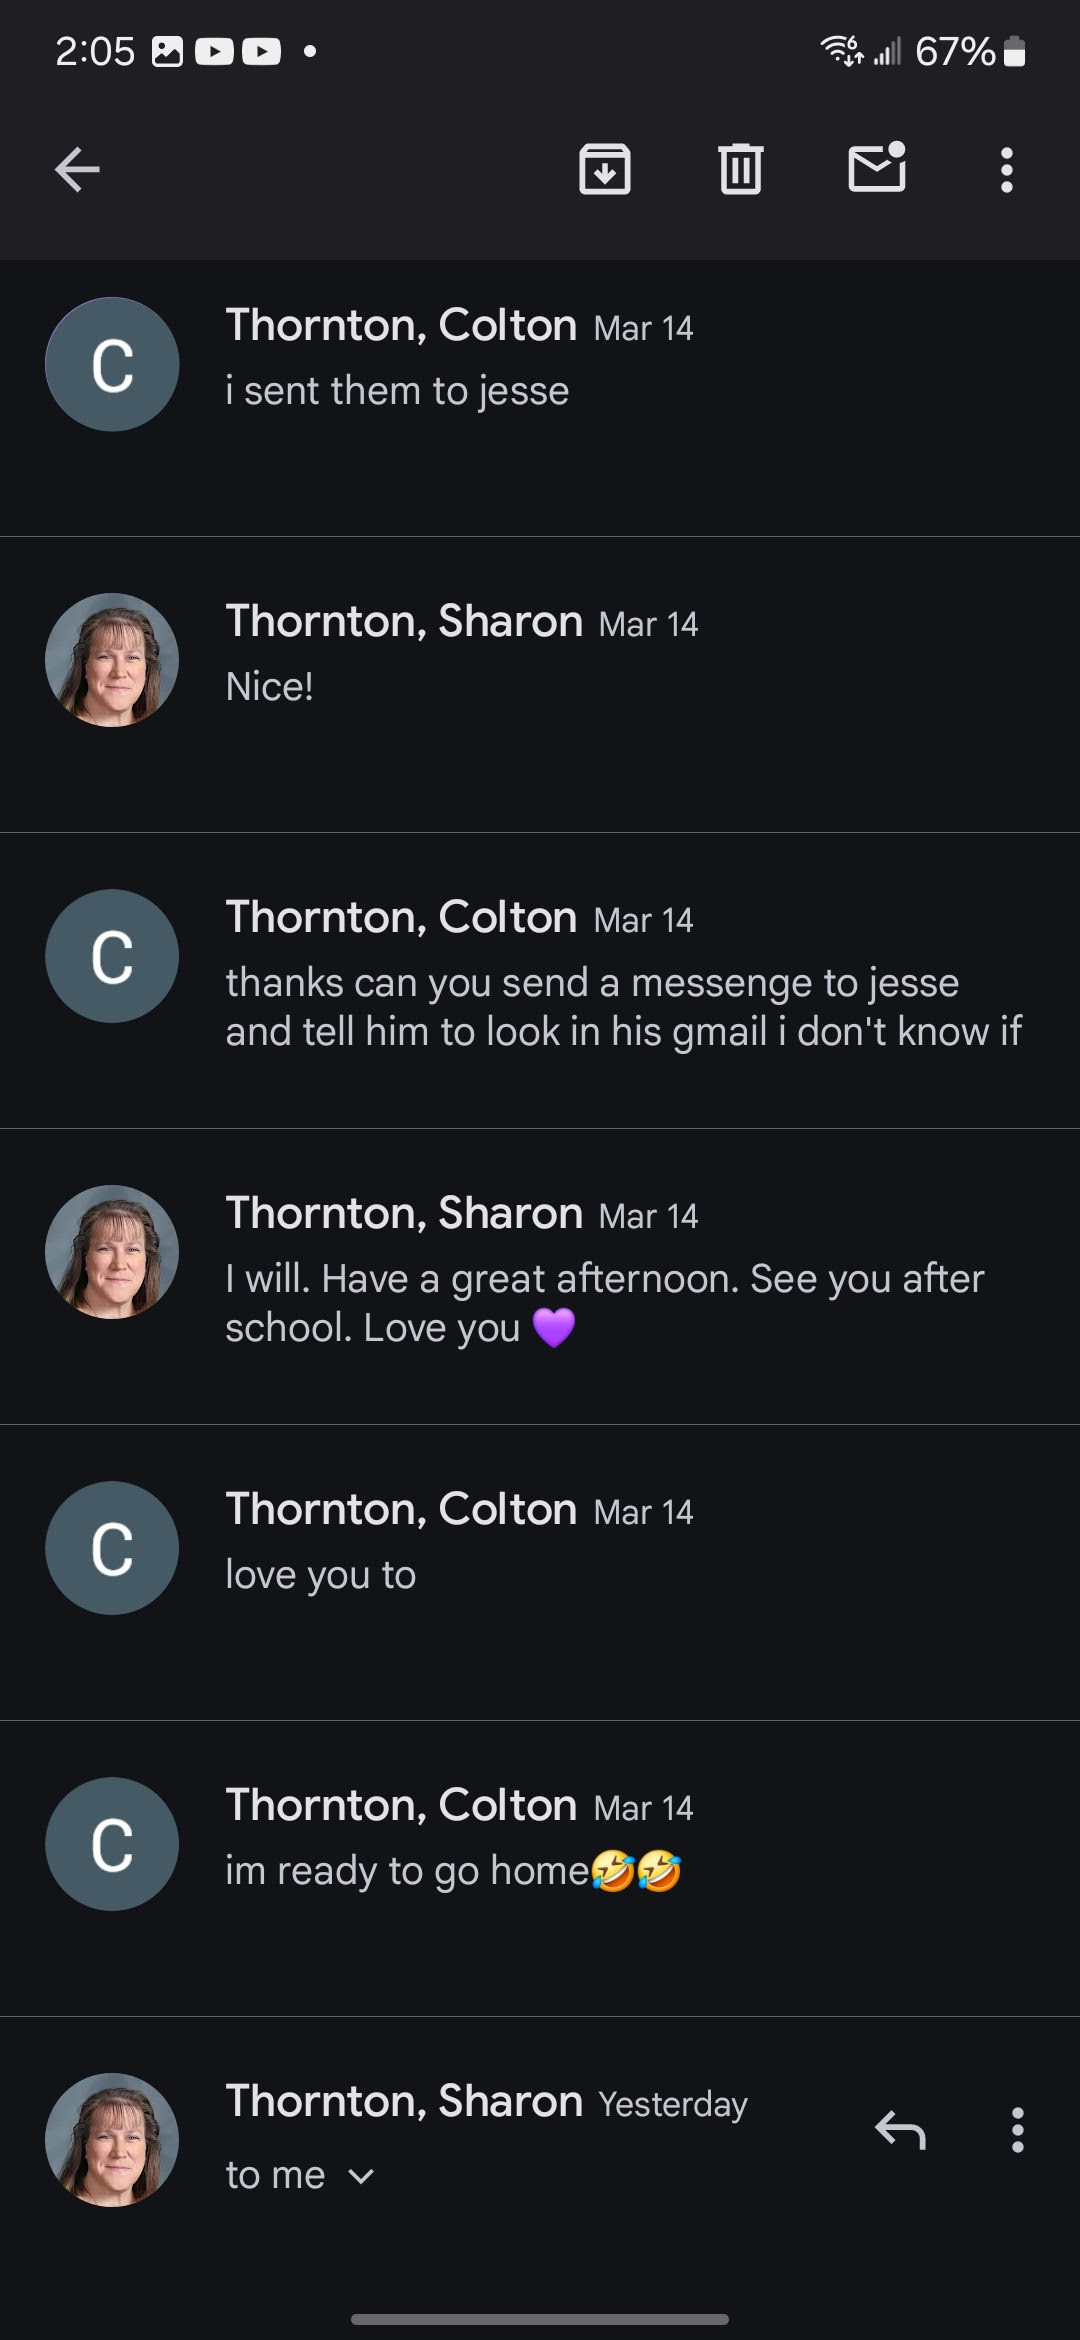 2:05
67%
Thornton, Colton Mar 14
i sent them to jesse
Thornton, Sharon Mar 14
Nice!
Thornton, Colton Mar 14
thanks can you send a messenge to jesse
and tell him to look in his gmail i don't know if
Thornton, Sharon Mar 14
I will. Have a great afternoon. See you after
school. Love you 💜
Thornton, Colton Mar 14
love you to
Thornton, Colton Mar 14
im ready to go home🤣🤣
Thornton, Sharon Yesterday
to me